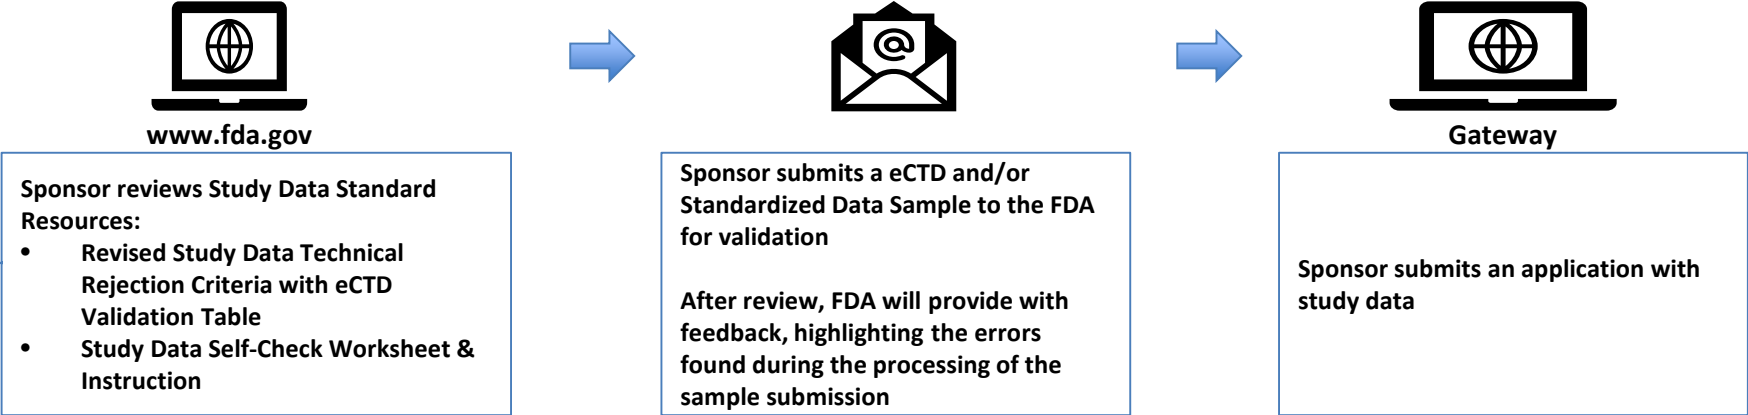 www.fda.gov
Sponsor reviews Study Data Standard
Resources:
• Revised Study Data Technical
Rejection Criteria with eCTD
Validation Table
• Study Data Self-Check Worksheet &
Instruction
@
Sponsor submits a eCTD and/or
Standardized Data Sample to the FDA
for validation
After review, FDA will provide with
feedback, highlighting the errors
found during the processing of the
sample submission
Gateway
Sponsor submits an application with
study data